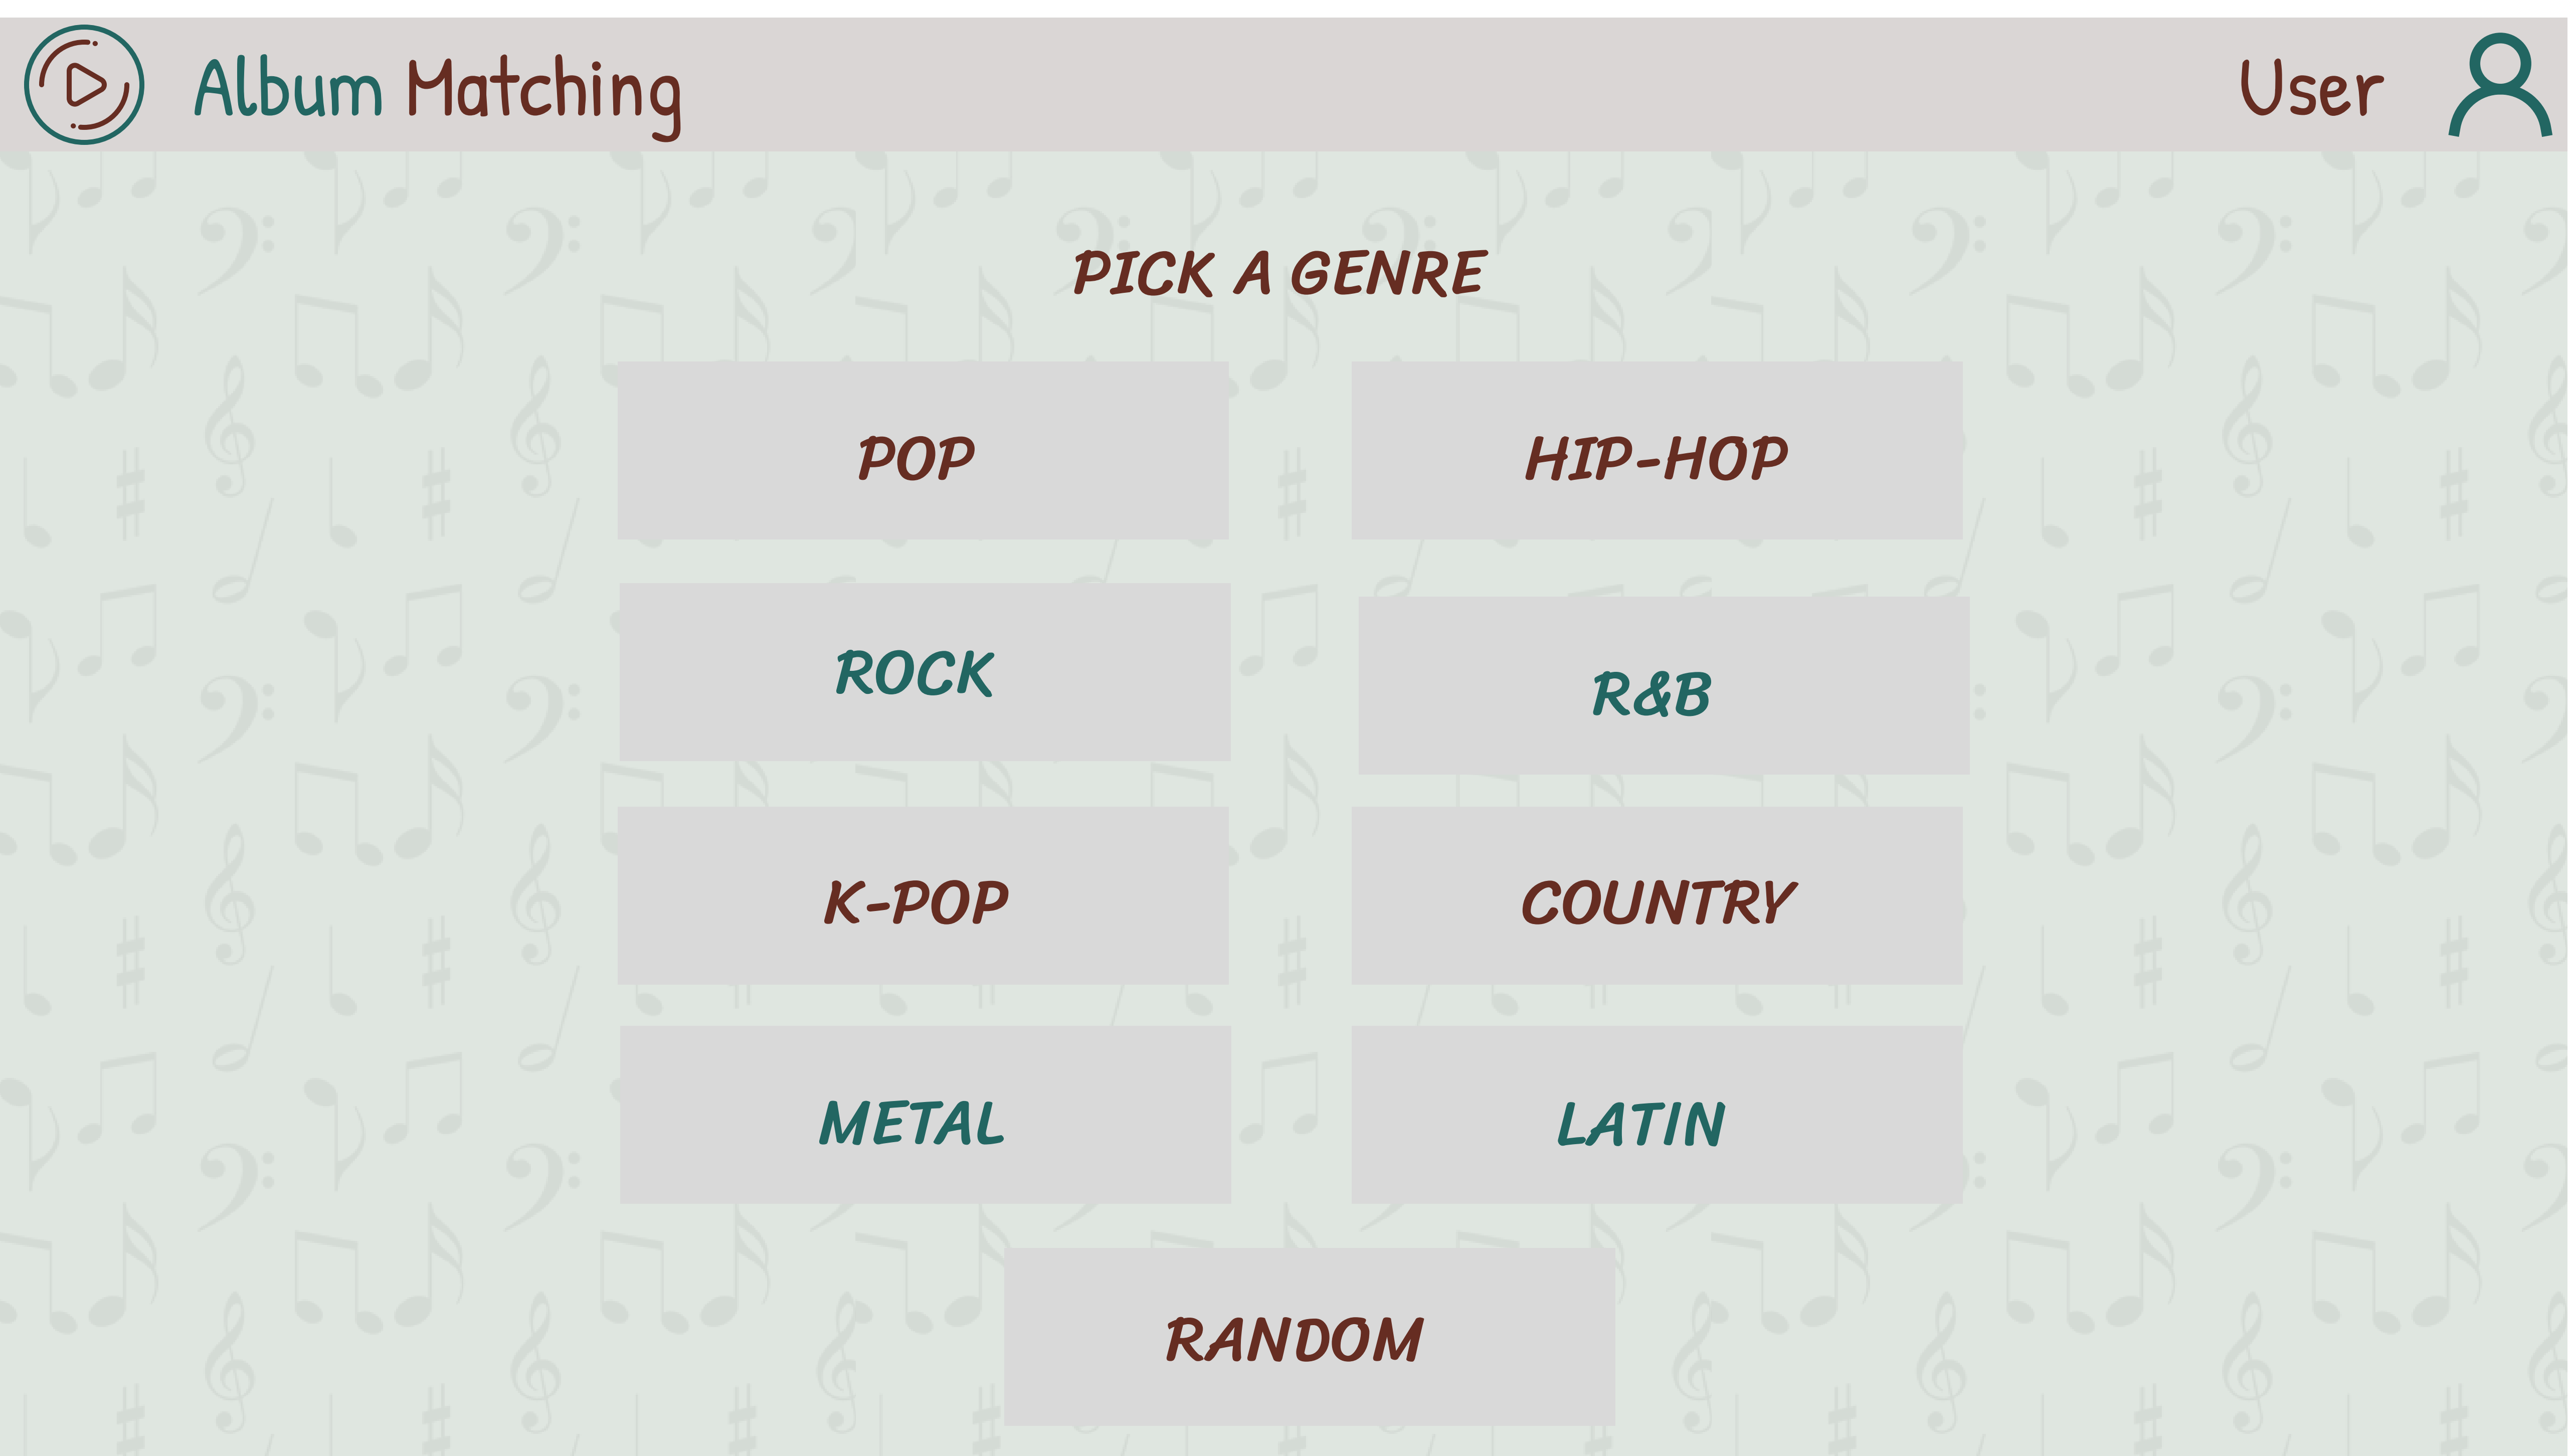 Album Matching
User
PICK A GENRE
POP
HIP-HOP
ROCK
R&B
K-POP
COUNTRY
METAL
LATIN
RANDOM